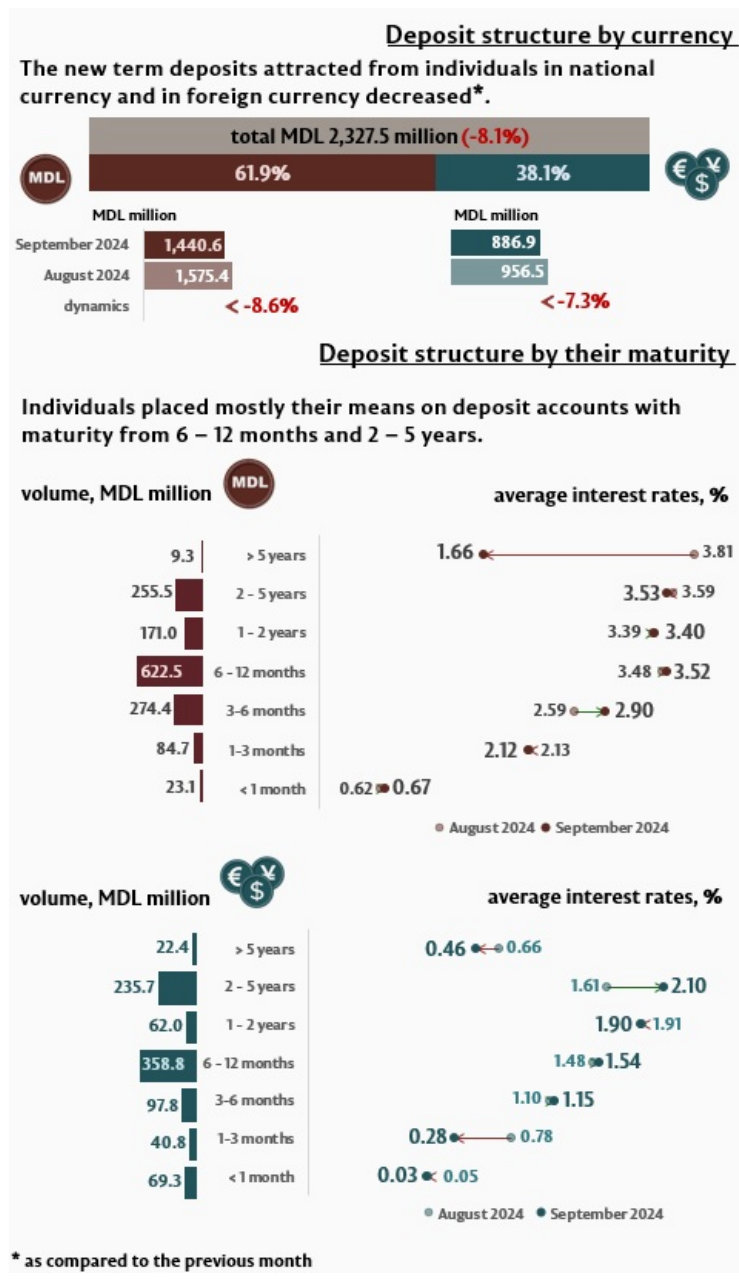 Deposit structure by currency
The new term deposits attracted from individuals in national
currency and in foreign currency decreased*.
total MDL 2,327.5 million (-8.1%)
MDL 61.9% 38.1% € ¥ $
MDL million MDL million
September 2024 1,440.6 886.9
August 2024 1,575.4 956.5
dynamics < -8.6% <-7.3%
Deposit structure by their maturity
Individuals placed mostly their means on deposit accounts with
maturity from 6 – 12 months and 2 – 5 years.
volume, MDL million MDL average interest rates, %
9.3 > 5 years 1.66 3.81
255.5 2 - 5 years 3.53 3.59
171.0 1 - 2 years 3.39 3.40
622.5 6 - 12 months 3.48 3.52
274.4 3-6 months 2.59 2.90
84.7 1-3 months 2.12 2.13
23.1 < 1 month 0.62 0.67
August 2024 September 2024
volume, MDL million € ¥ $ average interest rates, %
22.4 > 5 years 0.46 0.66
235.7 2 - 5 years 1.61 2.10
62.0 1 - 2 years 1.90 1.91
358.8 6 - 12 months 1.48 1.54
97.8 3-6 months 1.10 1.15
40.8 1-3 months 0.28 0.78
69.3 < 1 month 0.03 0.05
August 2024 September 2024
* as compared to the previous month